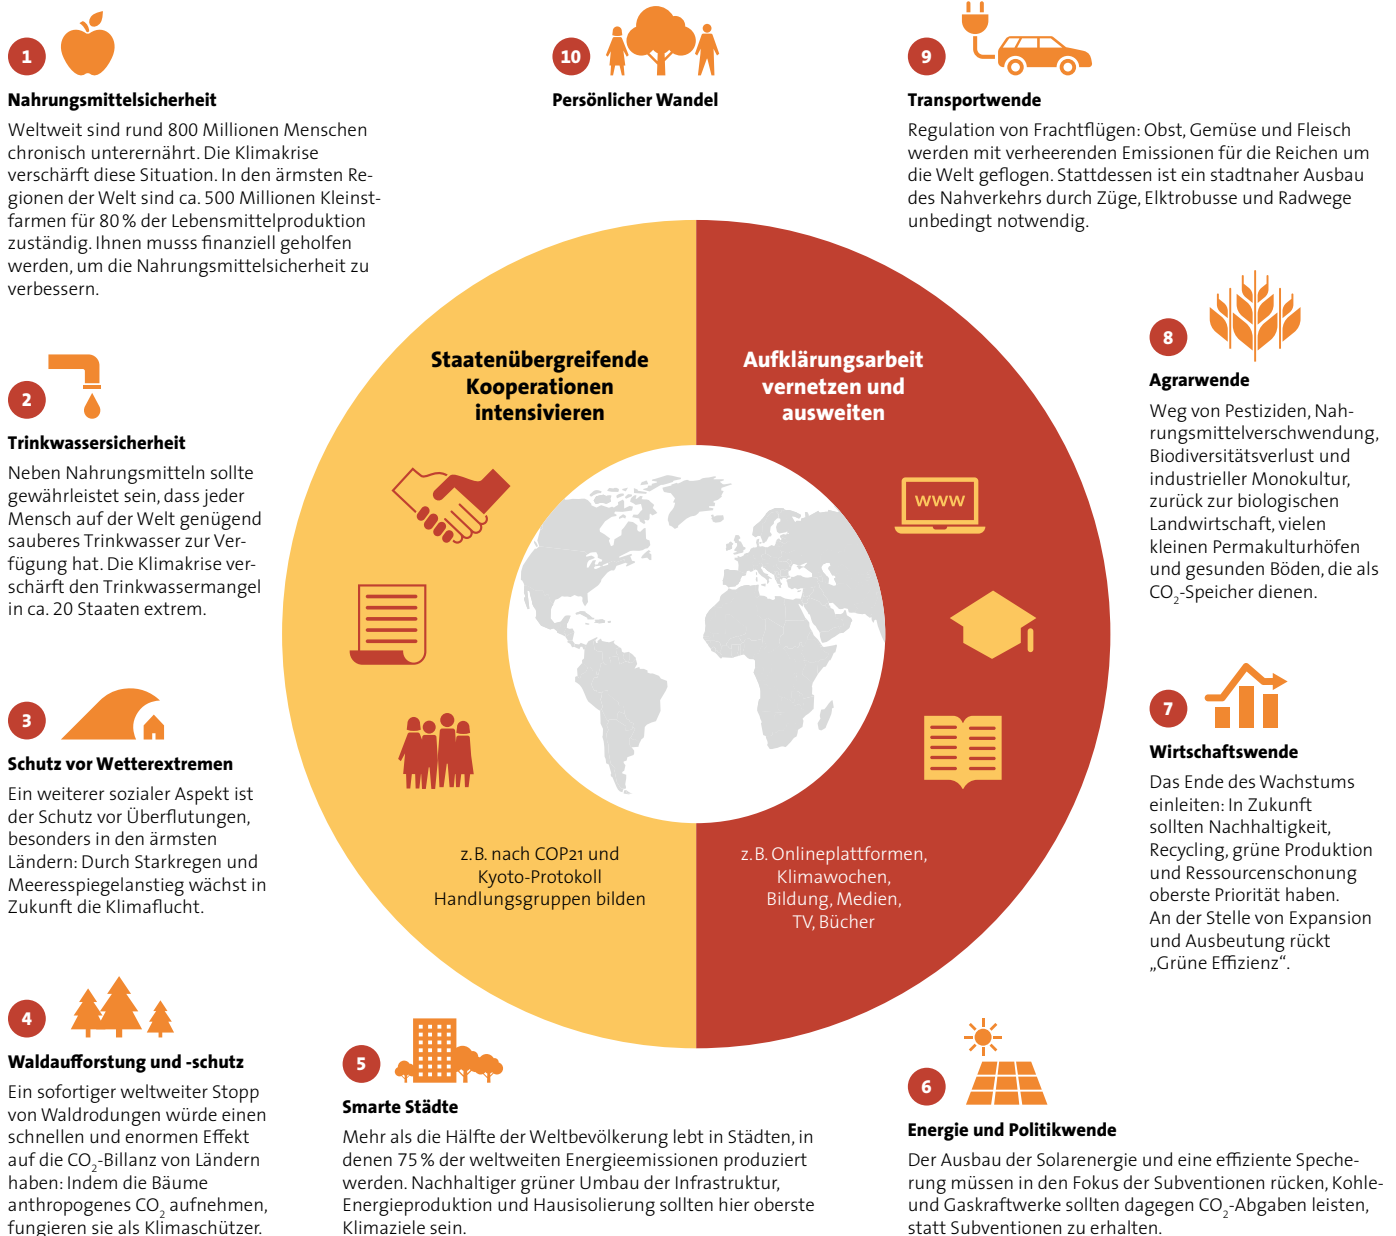 1
Nahrungsmittelsicherheit
Weltweit sind rund 800 Millionen Menschen
chronisch unterernährt. Die Klimakrise
verschärft diese Situation. In den ärmsten Re-
gionen der Welt sind ca. 500 Millionen Kleinst-
farmen für 80 % der Lebensmittelproduktion
zuständig. Ihnen musss finanziell geholfen
werden, um die Nahrungsmittelsicherheit zu
verbessern.
2
Trinkwassersicherheit
Neben Nahrungsmitteln sollte
gewährleistet sein, dass jeder
Mensch auf der Welt genügend
sauberes Trinkwasser zur Ver-
fügung hat. Die Klimakrise ver-
schärft den Trinkwassermangel
in ca. 20 Staaten extrem.
3
Schutz vor Wetterextremen
Ein weiterer sozialer Aspekt ist
der Schutz vor Überflutungen,
besonders in den ärmsten
Ländern: Durch Starkregen und
Meeresspiegelanstieg wächst in
Zukunft die Klimaflucht.
4
Waldaufforstung und -schutz
Ein sofortiger weltweiter Stopp
von Waldrodungen würde einen
schnellen und enormen Effekt
auf die CO₂-Billanz von Ländern
haben: Indem die Bäume
anthropogenes CO₂ aufnehmen,
fungieren sie als Klimaschützer.
5
Smarte Städte
Mehr als die Hälfte der Weltbevölkerung lebt in Städten, in
denen 75 % der weltweiten Energieemissionen produziert
werden. Nachhaltiger grüner Umbau der Infrastruktur,
Energieproduktion und Hausisolierung sollten hier oberste
Klimaziele sein.
6
Energie und Politikwende
Der Ausbau der Solarenergie und eine effiziente Speche-
rung müssen in den Fokus der Subventionen rücken, Kohle-
und Gaskraftwerke sollten dagegen CO₂-Abgaben leisten,
statt Subventionen zu erhalten.
7
Wirtschaftswende
Das Ende des Wachstums
einleiten: In Zukunft
sollten Nachhaltigkeit,
Recycling, grüne Produktion
und Ressourcenschonung
oberste Priorität haben.
An der Stelle von Expansion
und Ausbeutung rückt
„Grüne Effizienz“.
8
Agrarwende
Weg von Pestiziden, Nah-
rungsmittelverschwendung,
Biodiversitätsverlust und
industrieller Monokultur,
zurück zur biologischen
Landwirtschaft, vielen
kleinen Permakulturhöfen
und gesunden Böden, die als
CO₂-Speicher dienen.
9
Transportwende
Regulation von Frachtflügen: Obst, Gemüse und Fleisch
werden mit verheerenden Emissionen für die Reichen um
die Welt geflogen. Stattdessen ist ein stadtnaher Ausbau
des Nahverkehrs durch Züge, Elktrobusse und Radwege
unbedingt notwendig.
10
Persönlicher Wandel
Staatenübergreifende
Kooperationen
intensivieren
z. B. nach COP21 und
Kyoto-Protokoll
Handlungsgruppen bilden
Aufklärungsarbeit
vernetzen und
ausweiten
www
z. B. Onlineplattformen,
Klimawochen,
Bildung, Medien,
TV, Bücher